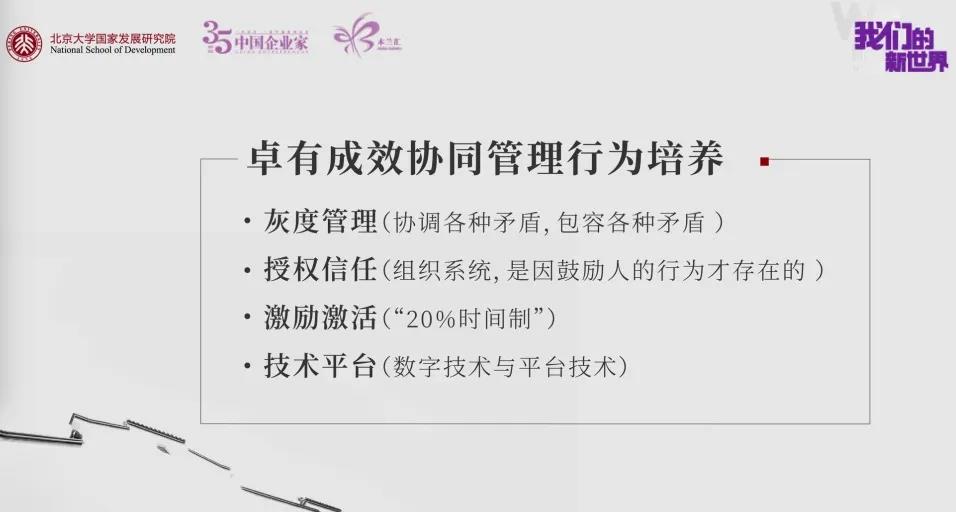 北京大学国家发展研究院
National School of Development
35
中国企业家
木兰汇
我们的
新世界
卓有成效协同管理行为培养
• 灰度管理(协调各种矛盾, 包容各种矛盾 )
• 授权信任(组织系统, 是因鼓励人的行为才存在的 )
• 激励激活(“20%时间制”)
• 技术平台(数字技术与平台技术)